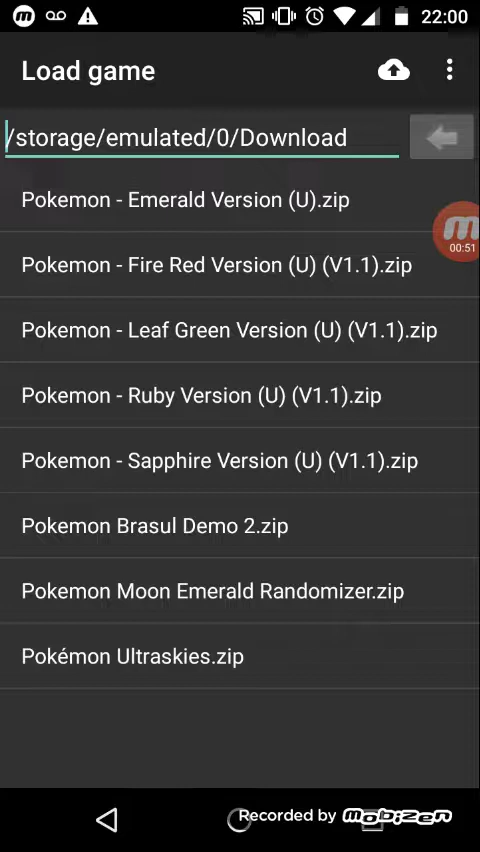 22:00
Load game
/storage/emulated/0/Download
Pokemon - Emerald Version (U).zip
00:51
Pokemon - Fire Red Version (U) (V1.1).zip
Pokemon - Leaf Green Version (U) (V1.1).zip
Pokemon - Ruby Version (U) (V1.1).zip
Pokemon - Sapphire Version (U) (V1.1).zip
Pokemon Brasul Demo 2.zip
Pokemon Moon Emerald Randomizer.zip
Pokémon Ultraskies.zip
Recorded by mobizen